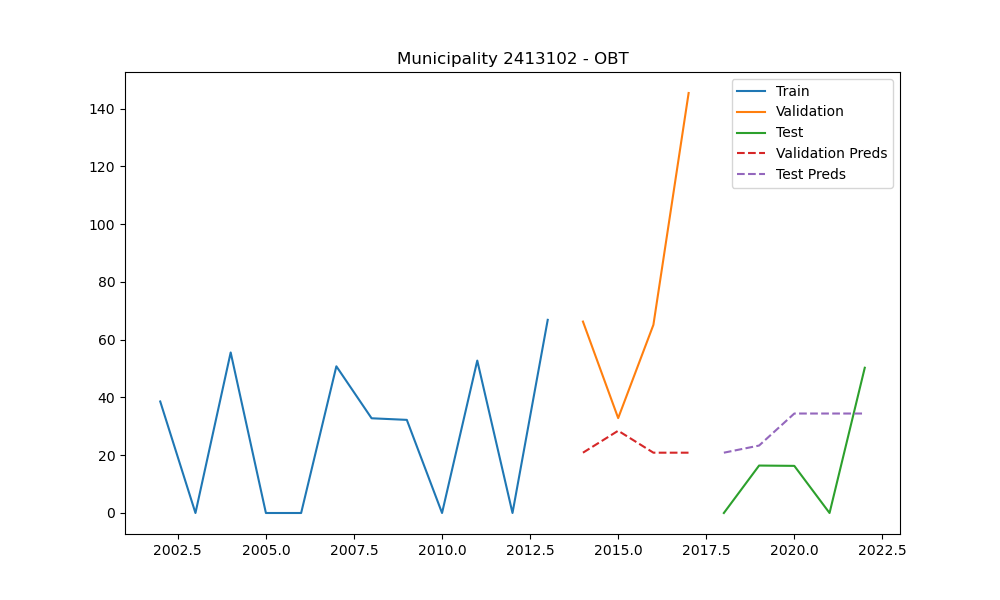 Municipality 2413102 - OBT
Train
Validation
Test
Validation Preds
Test Preds
140
120
100
80
60
40
20
0
2002.5 2005.0 2007.5 2010.0 2012.5 2015.0 2017.5 2020.0 2022.5